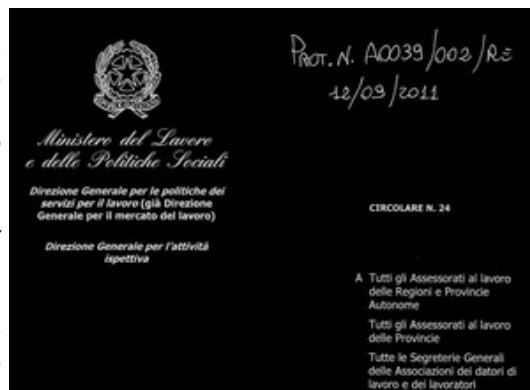 PROT. N. A0039/002/RE
12/09/2011
Ministero del Lavoro
e delle Politiche Sociali
Direzione Generale per le politiche dei
servizi per il lavoro (già Direzione
Generale per il mercato del lavoro)
Direzione Generale per l'attività
ispettiva
CIRCOLARE N. 24
A Tutti gli Assessorati al lavoro
delle Regioni e Provincie
Autonome
Tutti gli Assessorati al lavoro
delle Provincie
Tutte le Segreterie Generali
delle Associazioni dei datori di
lavoro e dei lavoratori